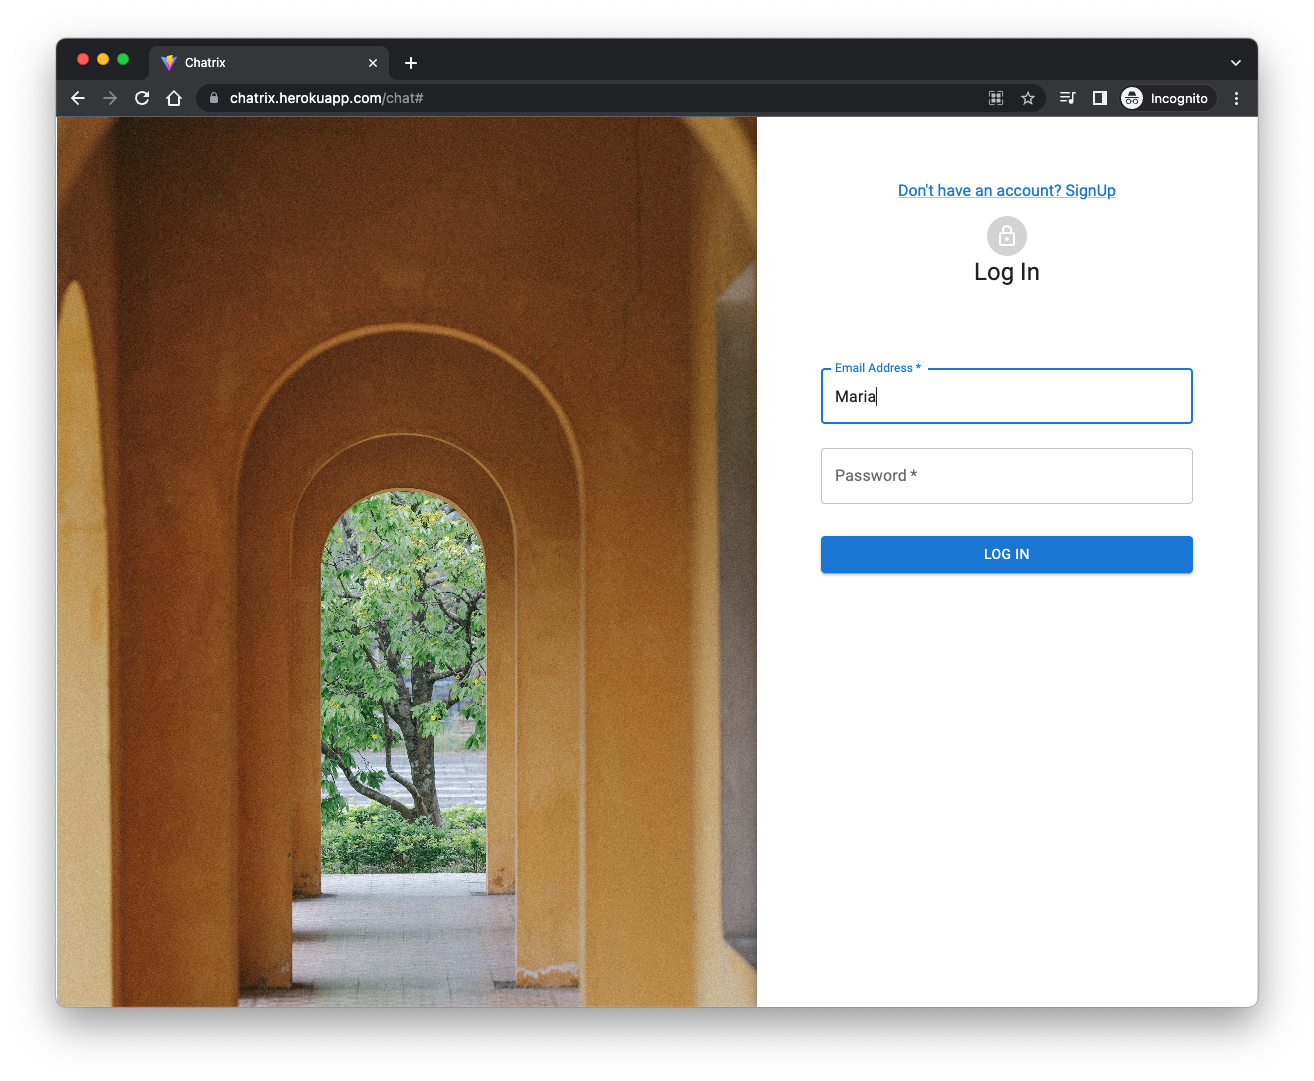 Chatrix
chatrix.herokuapp.com/chat#
Incognito
Don't have an account? SignUp
Log In
Email Address *
Maria
Password *
LOG IN